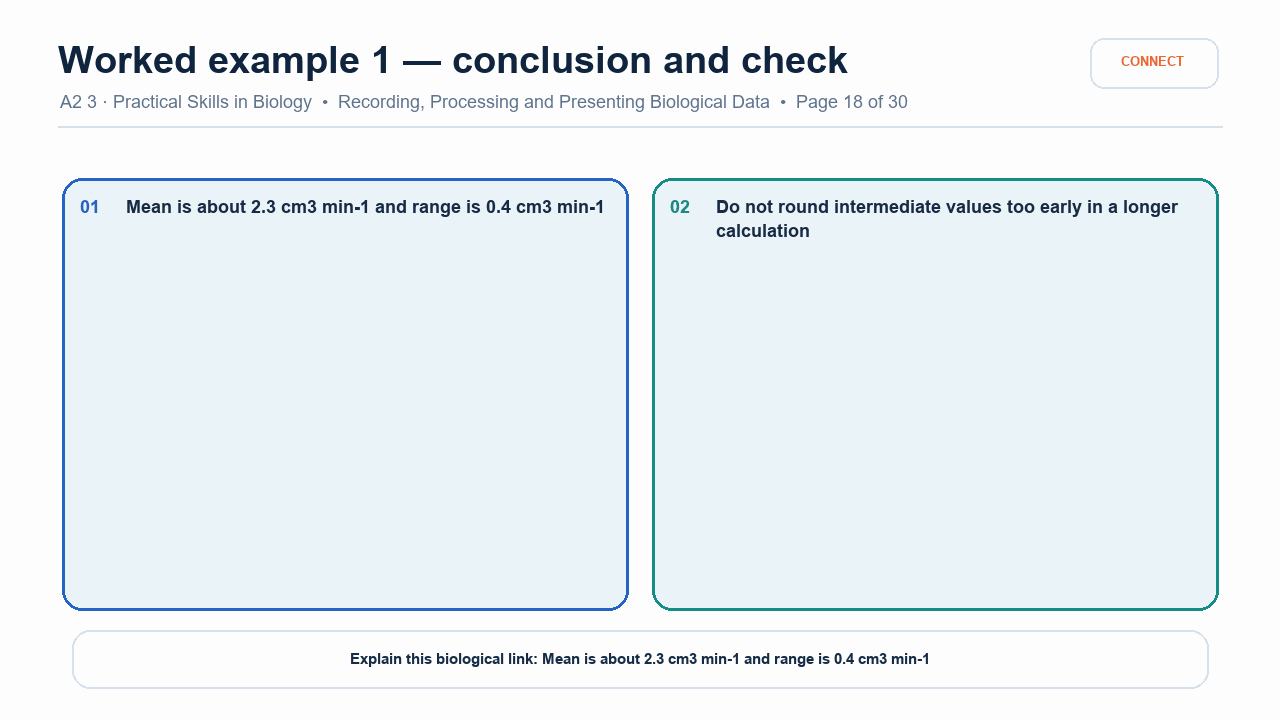 Worked example 1 — conclusion and check
CONNECT
A2 3 · Practical Skills in Biology • Recording, Processing and Presenting Biological Data • Page 18 of 30
01 Mean is about 2.3 cm3 min-1 and range is 0.4 cm3 min-1
02 Do not round intermediate values too early in a longer
calculation
Explain this biological link: Mean is about 2.3 cm3 min-1 and range is 0.4 cm3 min-1